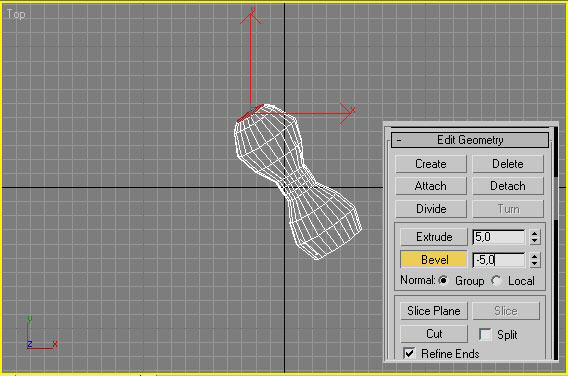 Top
y
x
- Edit Geometry
Create Delete
Attach Detach
Divide Turn
Extrude 5,0
Bevel -5,0
Normal: Group Local
Slice Plane Slice
Cut Split
Refine Ends
y
z x